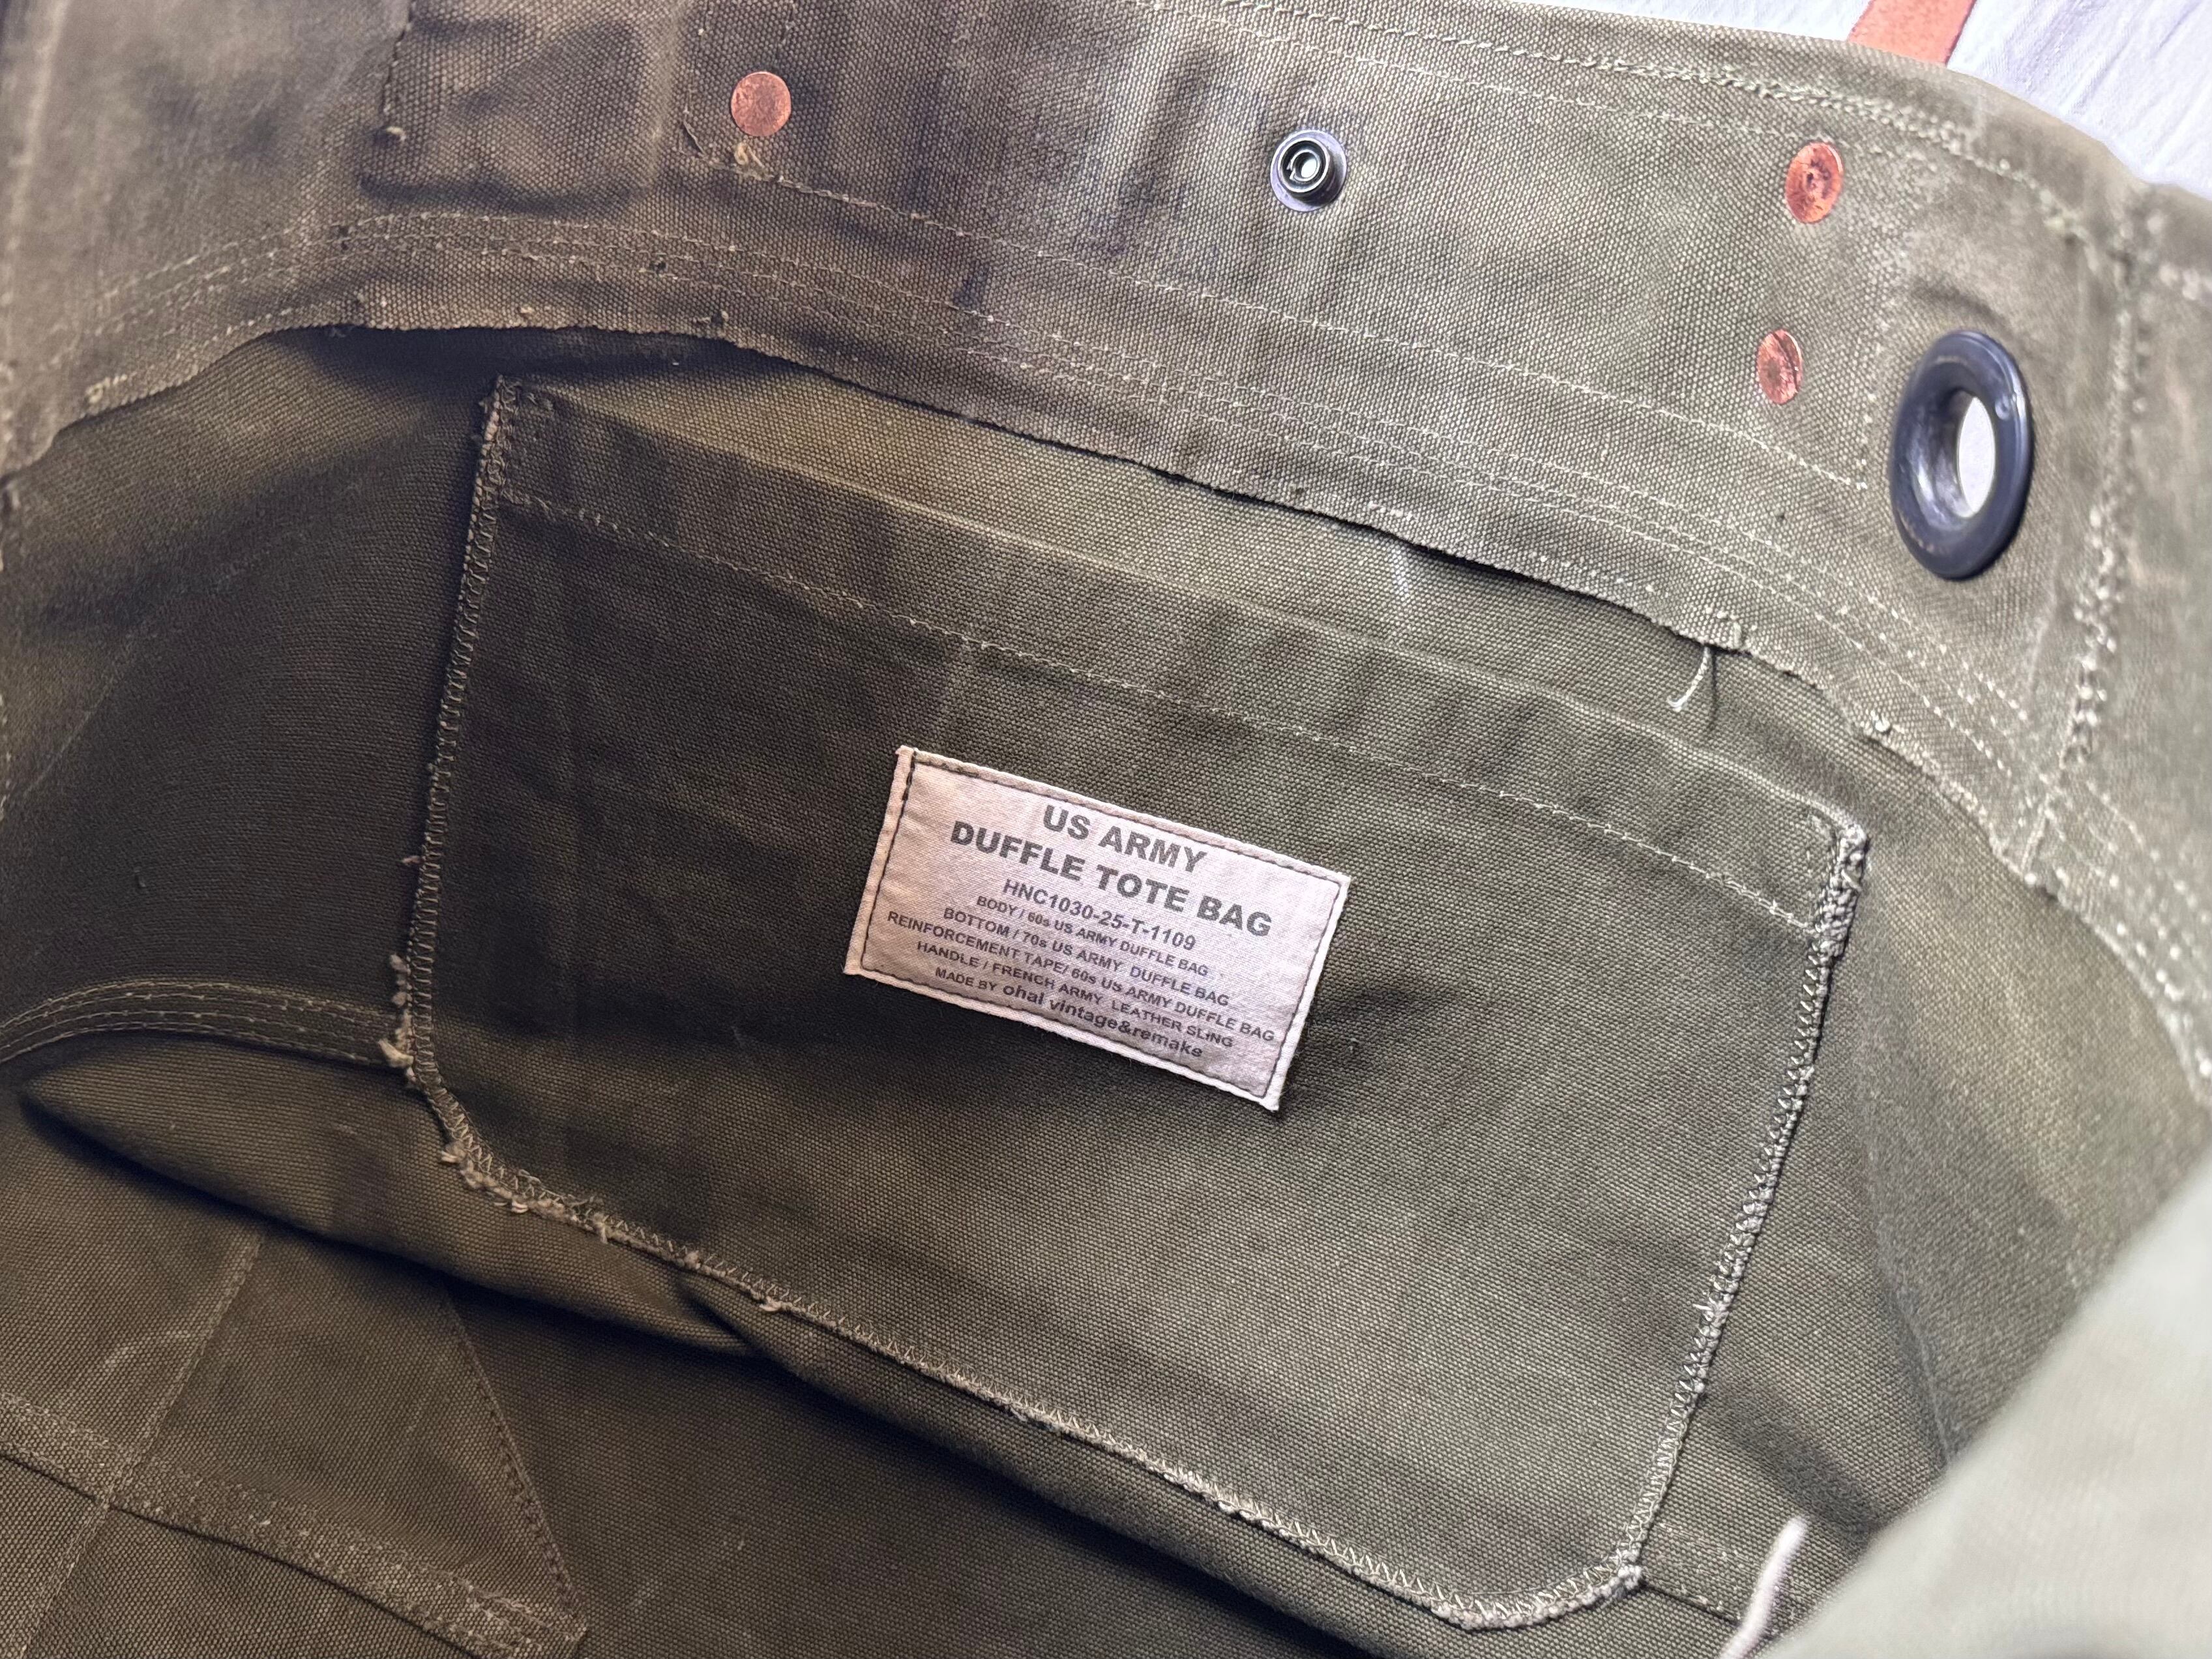 US ARMY
DUFFLE TOTE BAG
HNC1030-25-T-1109
BODY / 60s US ARMY DUFFLE BAG
BOTTOM / 70s US ARMY DUFFLE BAG
REINFORCEMENT TAPE/ 60s US ARMY DUFFLE BAG
HANDLE / FRENCH ARMY LEATHER SLING
MADE BY ohal vintage&remake